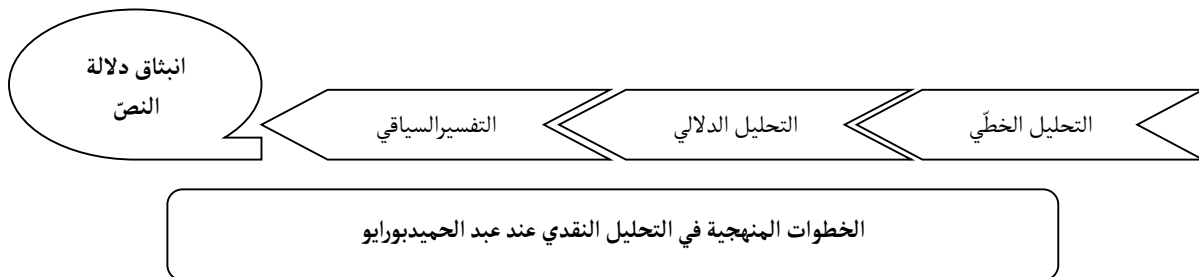 انبثاق دلالة
النصّ
التحليل الخطّي
التحليل الدلالي
التفسيرالسياقي
الخطوات المنهجية في التحليل النقدي عند عبد الحميدبورايو